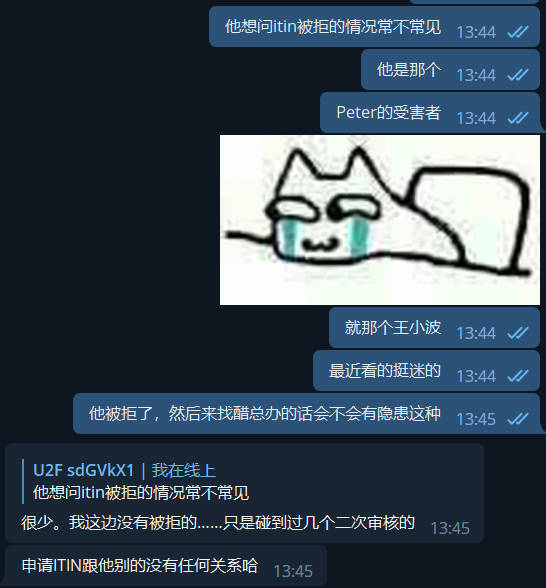 他想问itin被拒的情况常不常见 13:44
他是那个 13:44
Peter的受害者 13:44
就那个王小波 13:44
最近看的挺迷的 13:44
他被拒了，然后来找醋总办的话会不会有隐患这种 13:45
U2F sdGVkX1 | 我在线上
他想问itin被拒的情况常不常见
很少。我这边没有被拒的……只是碰到过几个二次审核的 13:45
申请ITIN跟他别的没有任何关系哈 13:45